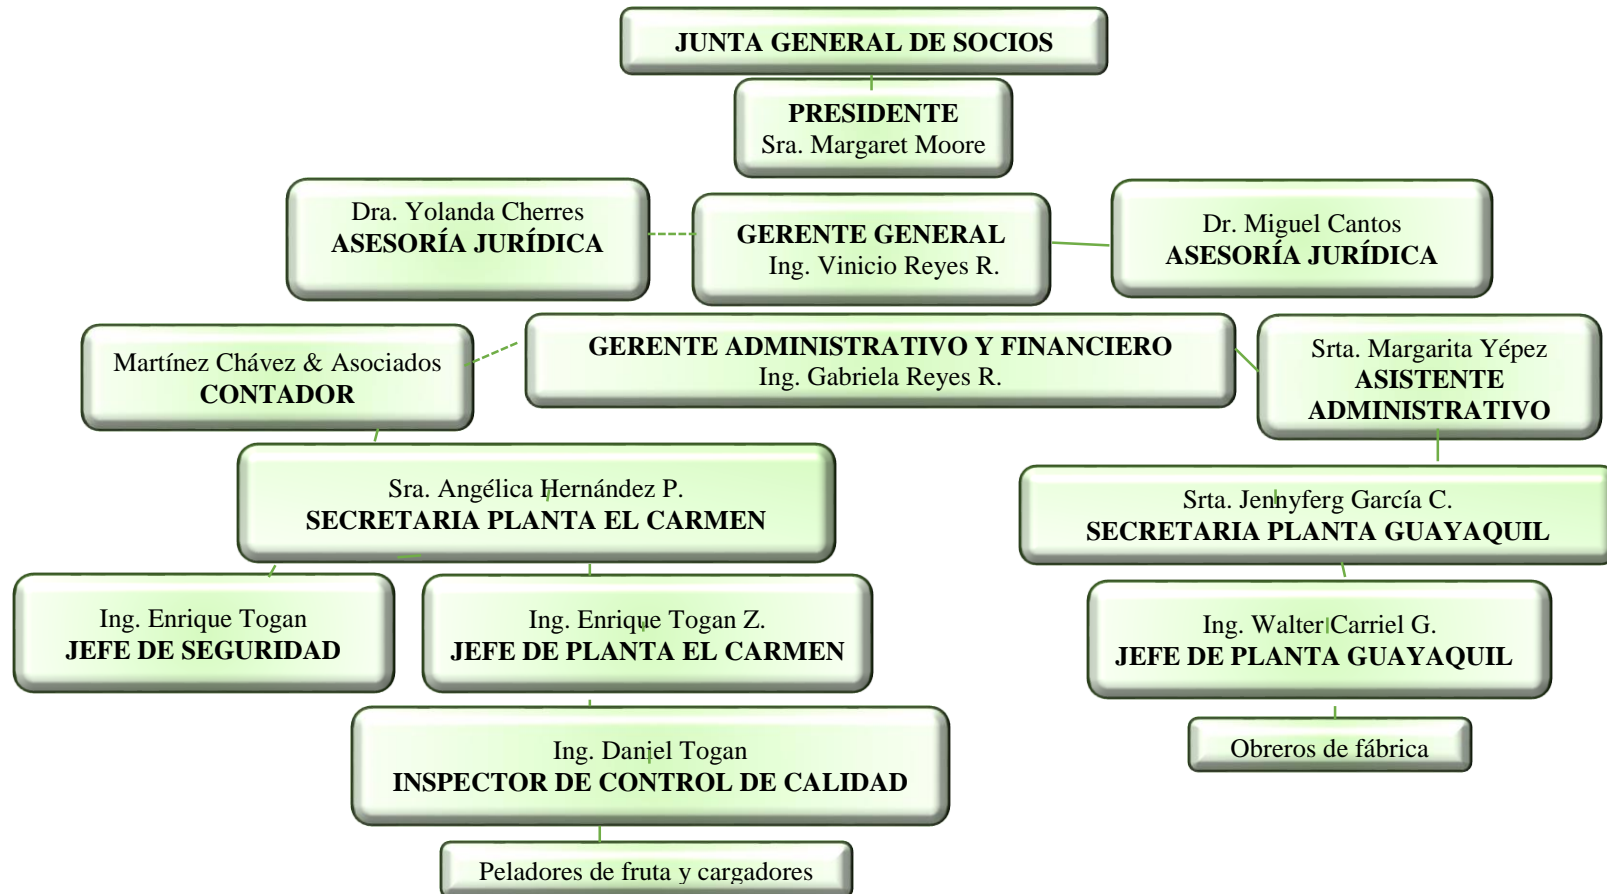 JUNTA GENERAL DE SOCIOS
PRESIDENTE
Sra. Margaret Moore
Dra. Yolanda Cherres
ASESORÍA JURÍDICA
GERENTE GENERAL
Ing. Vinicio Reyes R.
Dr. Miguel Cantos
ASESORÍA JURÍDICA
Martínez Chávez & Asociados
CONTADOR
GERENTE ADMINISTRATIVO Y FINANCIERO
Ing. Gabriela Reyes R.
Srta. Margarita Yépez
ASISTENTE
ADMINISTRATIVO
Sra. Angélica Hernández P.
SECRETARIA PLANTA EL CARMEN
Srta. Jennyferg García C.
SECRETARIA PLANTA GUAYAQUIL
Ing. Enrique Togan
JEFE DE SEGURIDAD
Ing. Enrique Togan Z.
JEFE DE PLANTA EL CARMEN
Ing. Walter Carriel G.
JEFE DE PLANTA GUAYAQUIL
Ing. Daniel Togan
INSPECTOR DE CONTROL DE CALIDAD
Obreros de fábrica
Peladores de fruta y cargadores